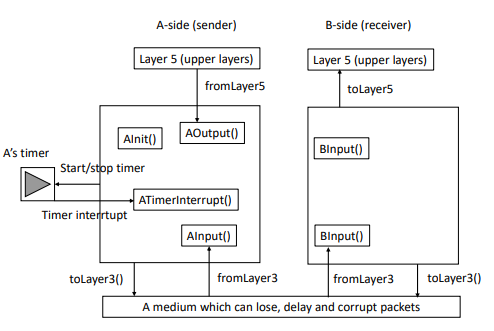 A-side (sender)
B-side (receiver)
Layer 5 (upper layers)
Layer 5 (upper layers)
fromLayer5
toLayer5
AInit()
AOutput()
BInput()
A's timer
Start/stop timer
Timer interrtupt
ATimerInterrupt()
AInput()
BInput()
toLayer3()
fromLayer3
fromLayer3
toLayer3()
A medium which can lose, delay and corrupt packets